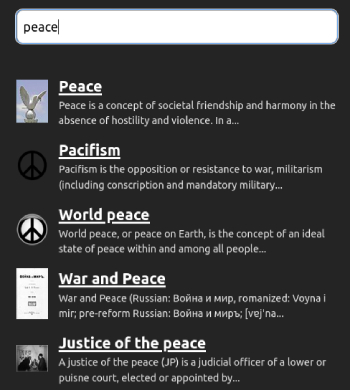 peace
Peace
Peace is a concept of societal friendship and harmony in the
absence of hostility and violence. In a...
Pacifism
Pacifism is the opposition or resistance to war, militarism
(including conscription and mandatory military...
World peace
World peace, or peace on Earth, is the concept of an ideal
state of peace within and among all people...
War and Peace
War and Peace (Russian: Война и мир, romanized: Voyna i
mir; pre-reform Russian: Война и миръ; [vɐjˈna...
Justice of the peace
A justice of the peace (JP) is a judicial officer of a lower or
puisne court, elected or appointed by...